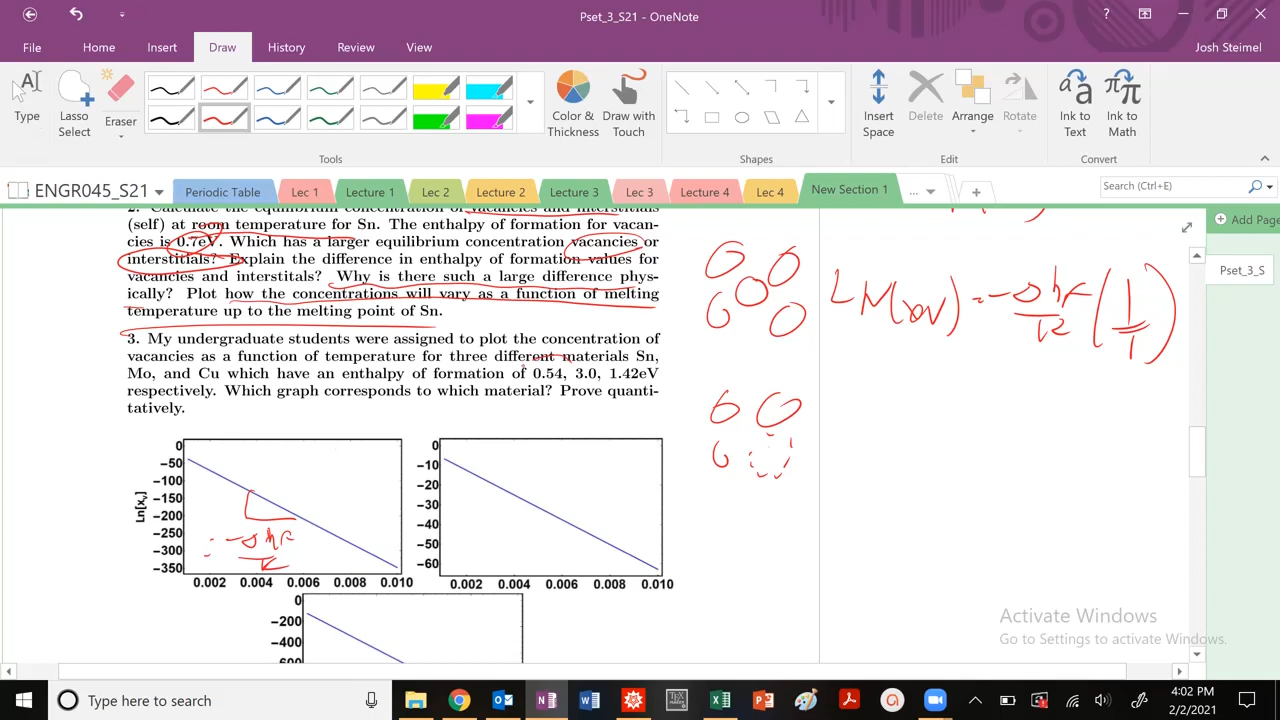 Pset_3_S21 - OneNote
Josh Steimel
File Home Insert Draw History Review View
Type Lasso Select Eraser Color & Thickness Draw with Touch Insert Space Delete Arrange Rotate Ink to Text Ink to Math
Tools Shapes Edit Convert
ENGR045_S21 Periodic Table Lec 1 Lecture 1 Lec 2 Lecture 2 Lecture 3 Lec 3 Lecture 4 Lec 4 New Section 1 ... Search (Ctrl+E)
Add Page
Pset_3_S
2. Calculate the equilibrium concentration of vacancies and interstitials
(self) at room temperature for Sn. The enthalpy of formation for vacan-
cies is 0.7eV. Which has a larger equilibrium concentration vacancies or
interstitials? Explain the difference in enthalpy of formation values for
vacancies and interstitals? Why is there such a large difference phys-
ically? Plot how the concentrations will vary as a function of melting
temperature up to the melting point of Sn.
3. My undergraduate students were assigned to plot the concentration of
vacancies as a function of temperature for three different materials Sn,
Mo, and Cu which have an enthalpy of formation of 0.54, 3.0, 1.42eV
respectively. Which graph corresponds to which material? Prove quanti-
tatively.
Ln[xv]
0
-50
-100
-150
-200
-250
-300
-350
0.002 0.004 0.006 0.008 0.010
0
-10
-20
-30
-40
-50
-60
0.002 0.004 0.006 0.008 0.010
0
-200
-400
Activate Windows
Go to Settings to activate Windows.
Type here to search
4:02 PM
2/2/2021